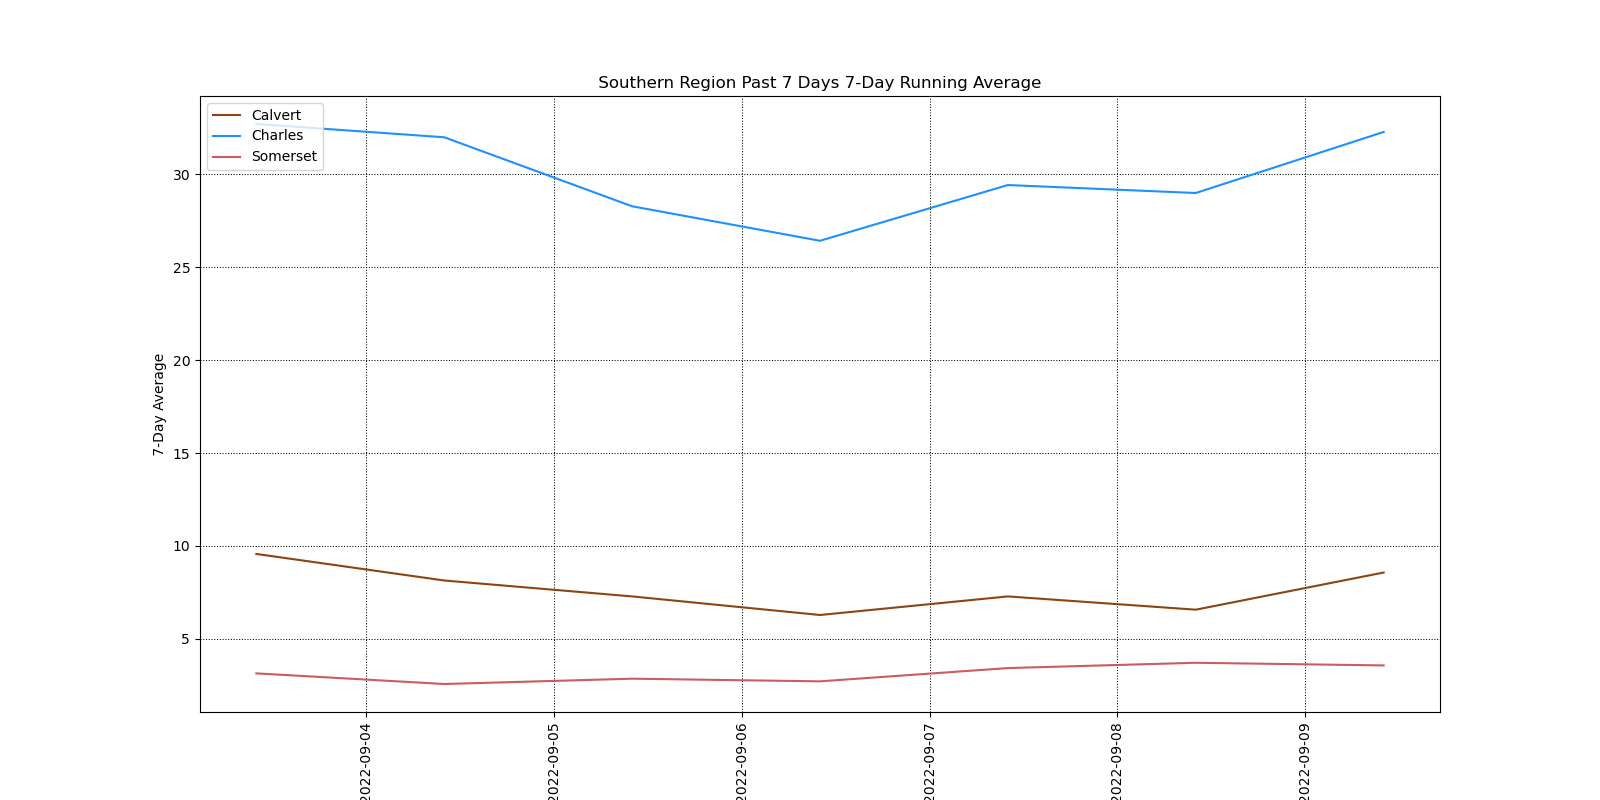 Southern Region Past 7 Days 7-Day Running Average
Calvert
Charles
Somerset
30
25
20
15
10
5
7-Day Average
2022-09-04
2022-09-05
2022-09-06
2022-09-07
2022-09-08
2022-09-09